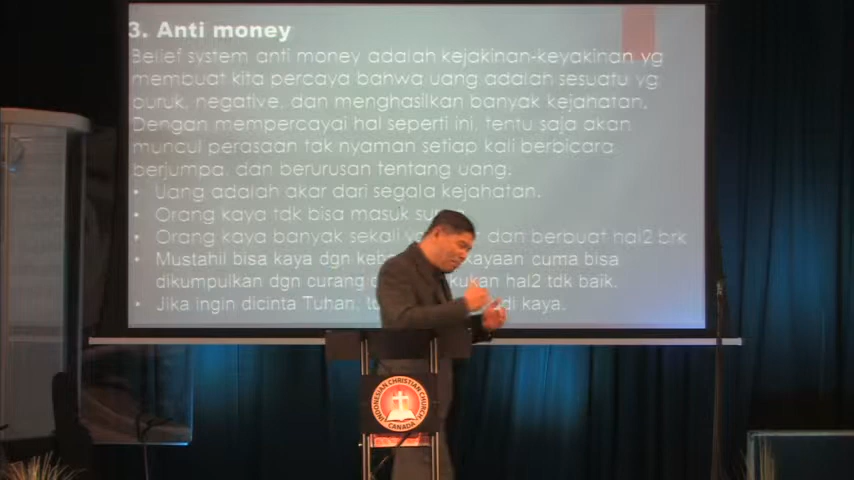 3. Anti money
Belief system anti money adalah kejakinan-keyakinan yg
membuat kita percaya bahwa uang adalah sesuatu yg
buruk, negative, dan menghasilkan banyak kejahatan.
Dengan mempercayai hal seperti ini, tentu saja akan
muncul perasaan tak nyaman setiap kali berbicara,
berjumpa, dan berurusan tentang uang.
• Uang adalah akar dari segala kejahatan.
• Orang kaya tdk bisa masuk
• Orang kaya banyak sekali dan berbuat hal2 brk
• Mustahil bisa kaya dgn cuma bisa
dikumpulkan dgn curang hal2 tdk baik.
• Jika ingin dicinta Tuhan, kaya.
INDONESIAN CHRISTIAN CHURCH
CANADA